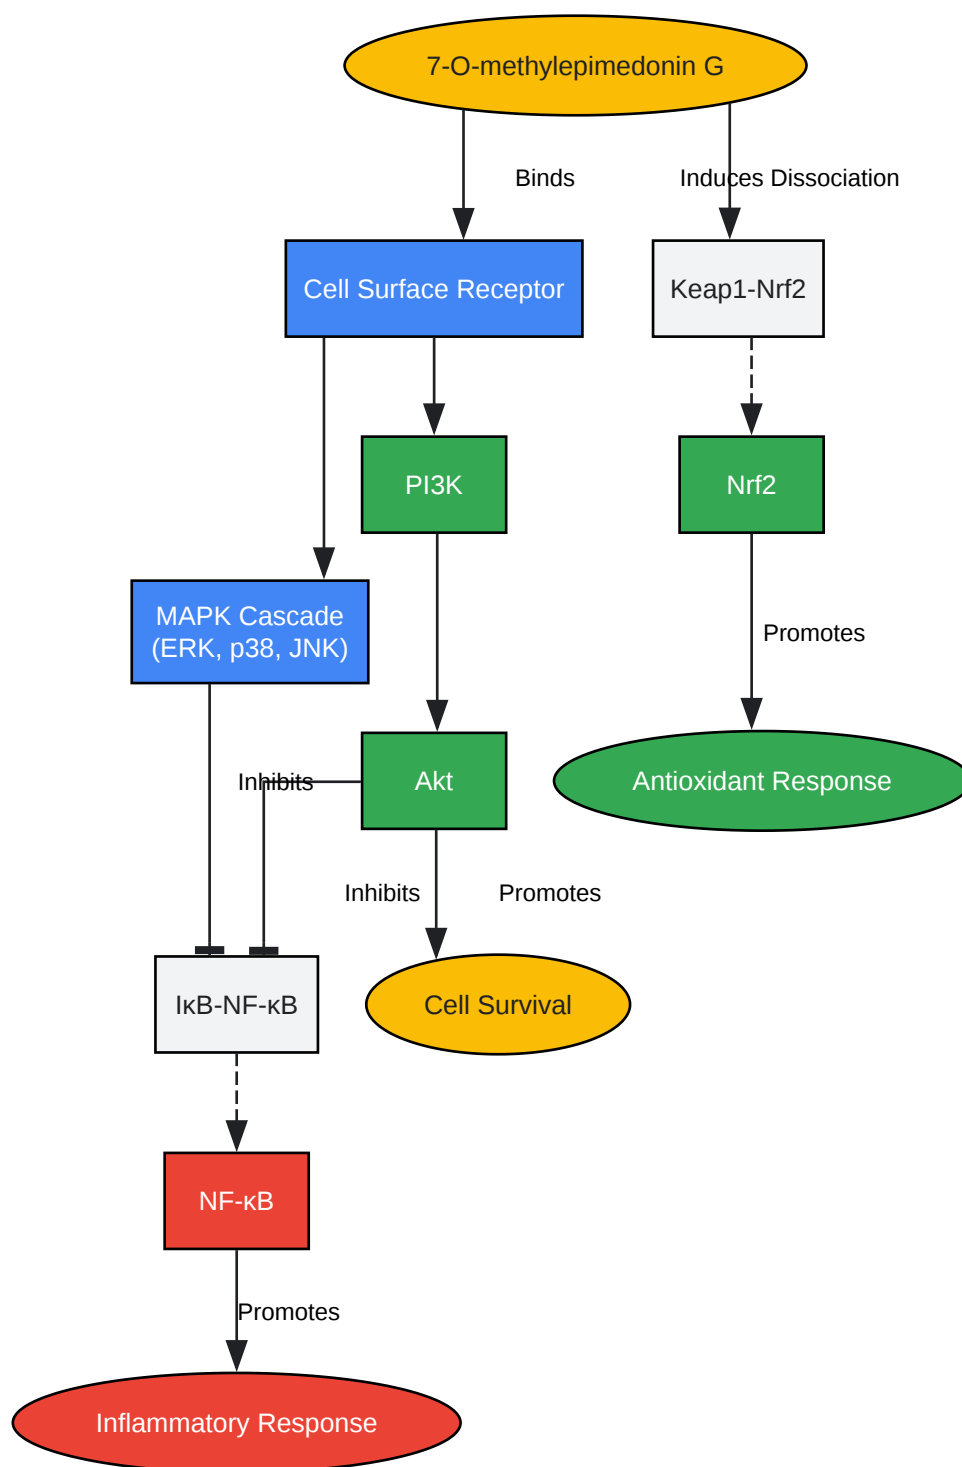 7-O-methylepimedonin G
Binds
Induces Dissociation
Cell Surface Receptor
Keap1-Nrf2
PI3K
Nrf2
MAPK Cascade
(ERK, p38, JNK)
Promotes
Inhibits
Akt
Antioxidant Response
Inhibits
Promotes
IκB-NF-κB
Cell Survival
NF-κB
Promotes
Inflammatory Response